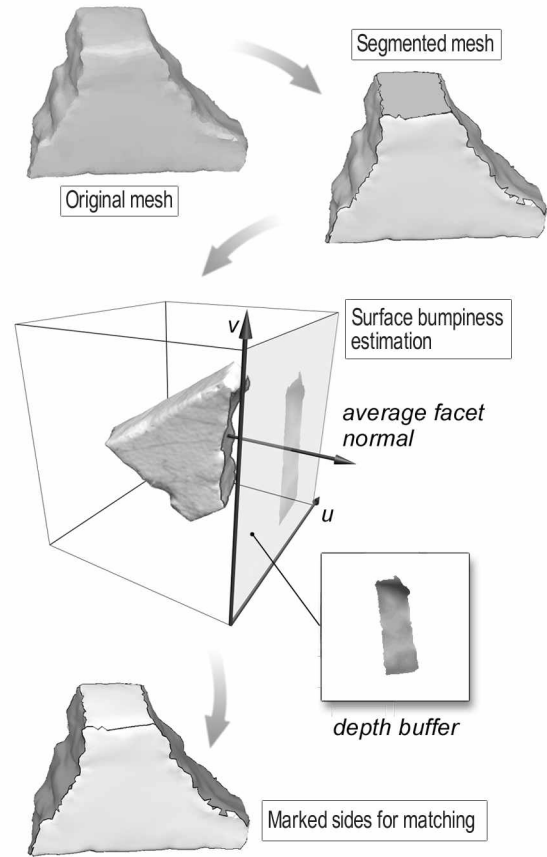 Segmented mesh
Original mesh
Surface bumpiness
estimation
v
average facet
normal
u
depth buffer
Marked sides for matching